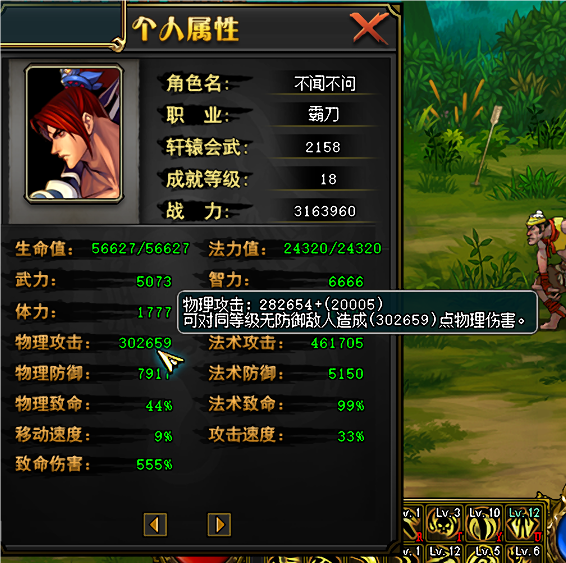 个人属性
角色名: 不闻不问
职 业: 霸刀
轩辕会武: 2158
成就等级: 18
战 力: 3163960
生命值: 56627/56627 法力值: 24320/24320
武力: 5073 智力: 6666
体力: 1777
物理攻击: 282654+(20005)
可对同等级无防御敌人造成(302659)点物理伤害。
物理攻击: 302659 法术攻击: 461705
物理防御: 791 法术防御: 5150
物理致命: 44% 法术致命: 99%
移动速度: 9% 攻击速度: 33%
致命伤害: 555%
Lv.3 Lv.10 Lv.12
Lv.12 Lv.5 Lv.6